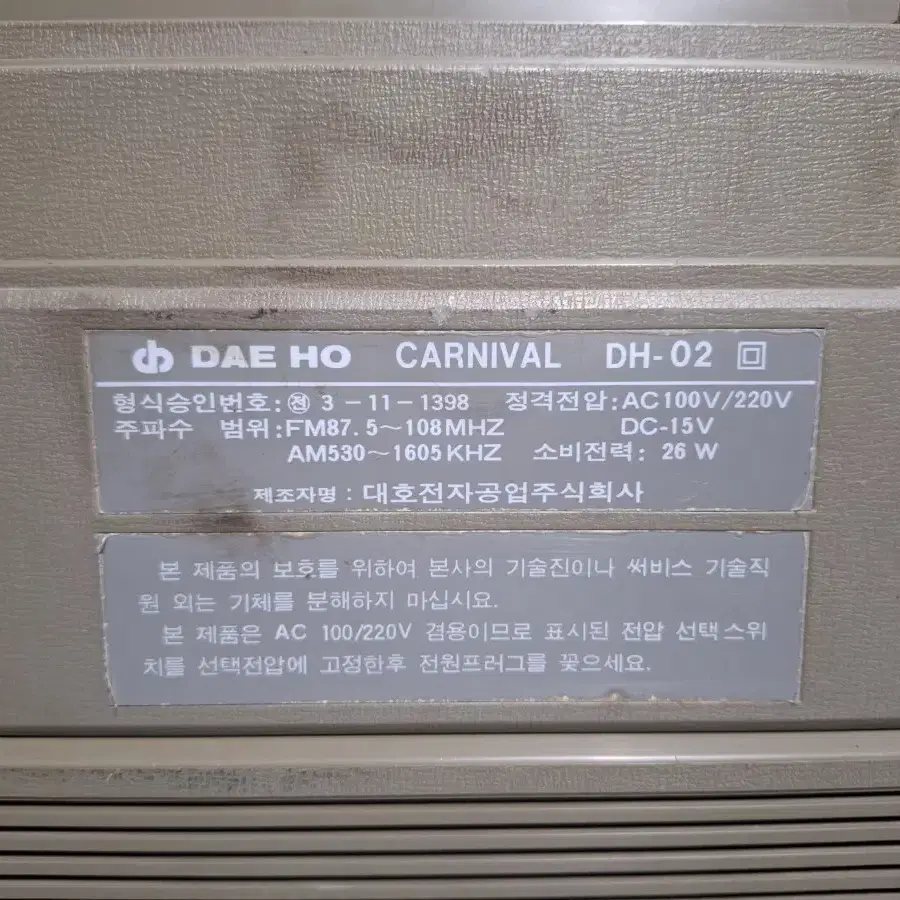 DAE HO CARNIVAL DH-02
형식승인번호:전 3-11-1398 정격전압:AC100V/220V
주파수 범위:FM87.5~108MHZ DC-15V
AM530~1605KHZ 소비전력: 26W
제조자명: 대호전자공업주식회사
본 제품의 보호를 위하여 본사의 기술진이나 써비스 기술직
원 외는 기체를 분해하지 마십시요.
본 제품은 AC 100/220V 겸용이므로 표시된 전압 선택스위
치를 선택전압에 고정한후 전원프러그를 꽂으세요.